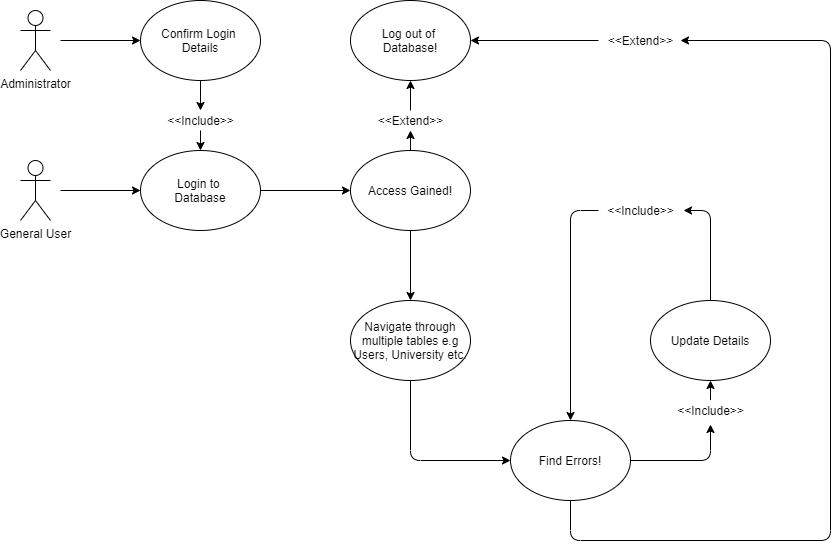 Confirm Login
Details
Log out of
Database!
<<Extend>>
Administrator
<<Include>>
<<Extend>>
Login to
Database
Access Gained!
General User
<<Include>>
Navigate through
multiple tables e.g
Users, University etc.
Update Details
<<Include>>
Find Errors!